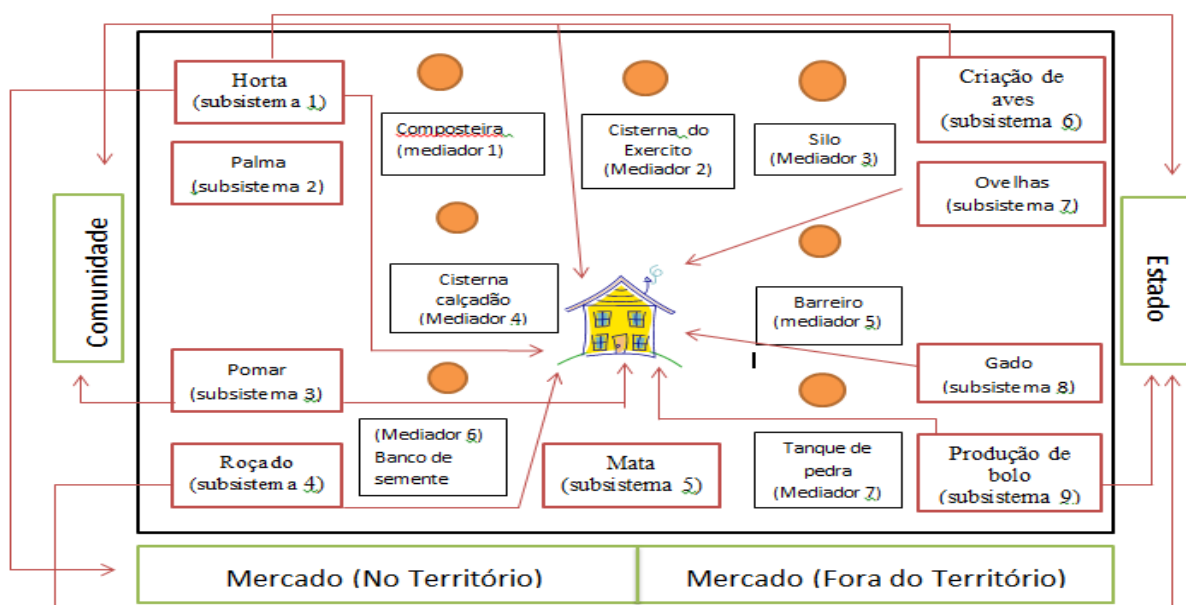 Horta
(subsistema 1)
Criação de
aves
(subsistema 6)
Composteira
(mediador 1)
Cisterna do
Exercito
(Mediador 2)
Silo
(Mediador 3)
Palma
(subsistema 2)
Ovelhas
(subsistema 7)
Comunidade
Estado
Cisterna
calçadão
(Mediador 4)
Barreiro
(mediador 5)
Pomar
(subsistema 3)
Gado
(subsistema 8)
(Mediador 6)
Banco de
semente
Roçado
(subsistema 4)
Mata
(subsistema 5)
Tanque de
pedra
(Mediador 7)
Produção de
bolo
(subsistema 9)
Mercado (No Território)
Mercado (Fora do Território)